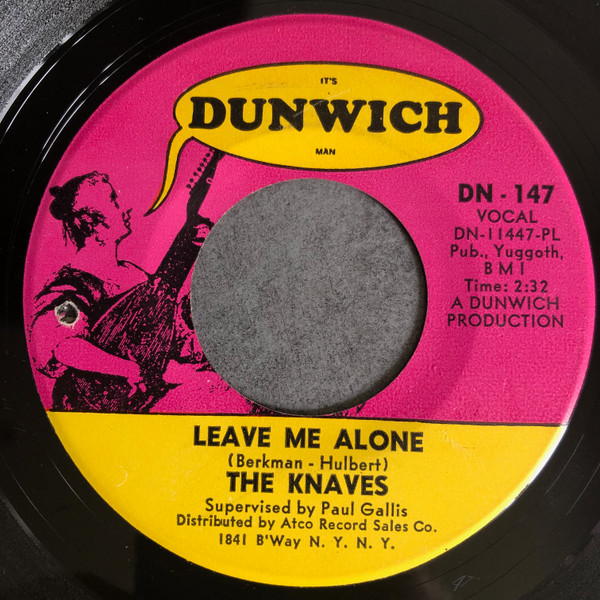 IT'S
DUNWICH
MAN
DN - 147
VOCAL
DN-11447-PL
Pub., Yuggoth,
B M I
Time: 2:32
A DUNWICH
PRODUCTION
LEAVE ME ALONE
(Berkman - Hulbert)
THE KNAVES
Supervised by Paul Gallis
Distributed by Atco Record Sales Co.
1841 B'Way N. Y. N. Y.